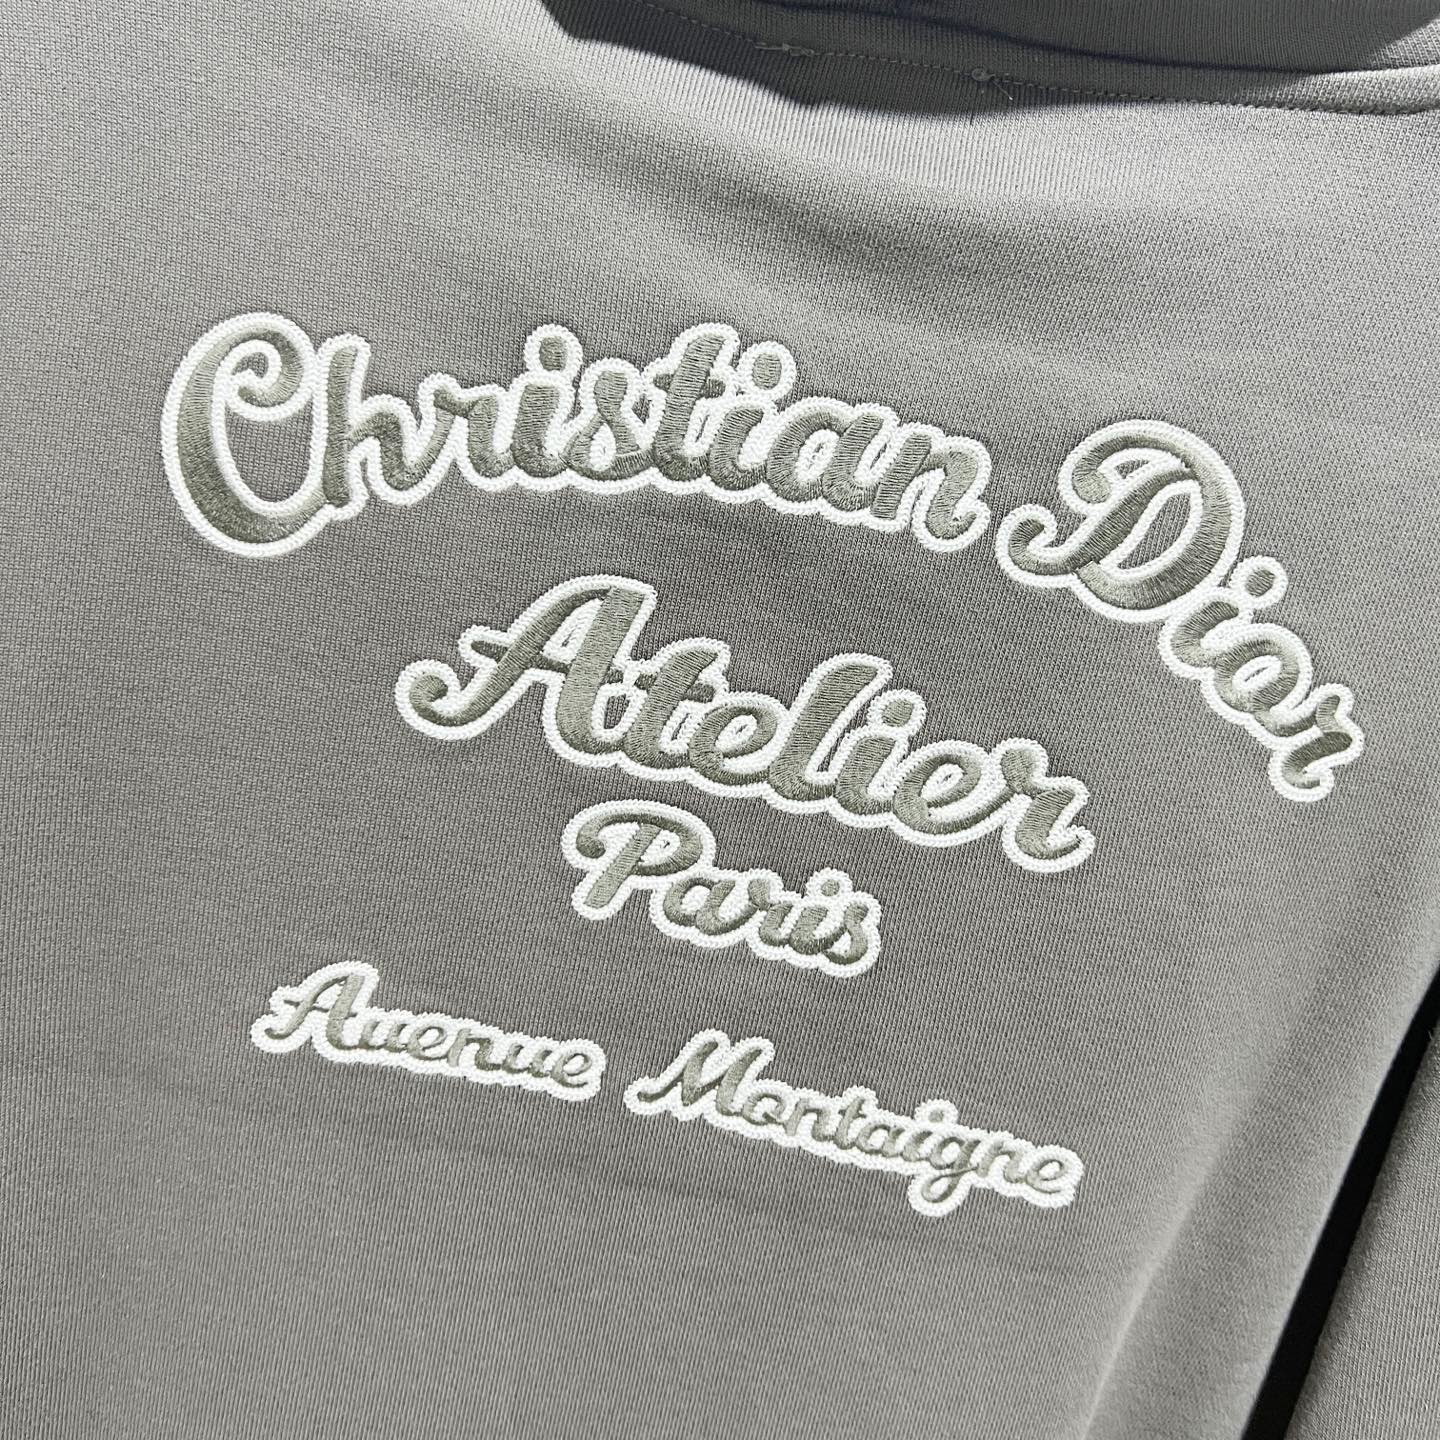 Christian Dior
Atelier
Paris
Avenue Montaigne